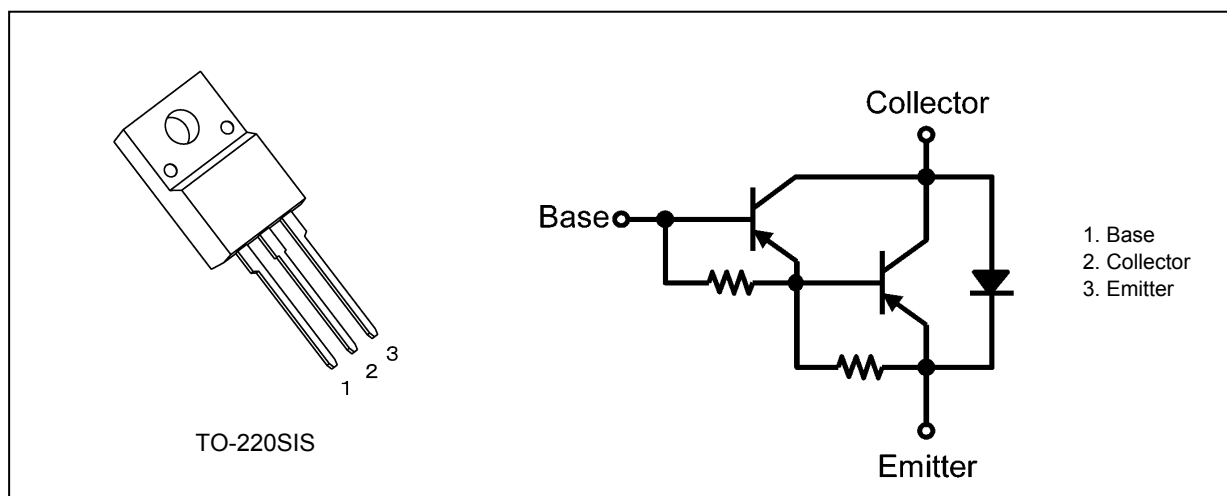 1
2
3
TO-220SIS
Collector
Base
Emitter
1. Base
2. Collector
3. Emitter